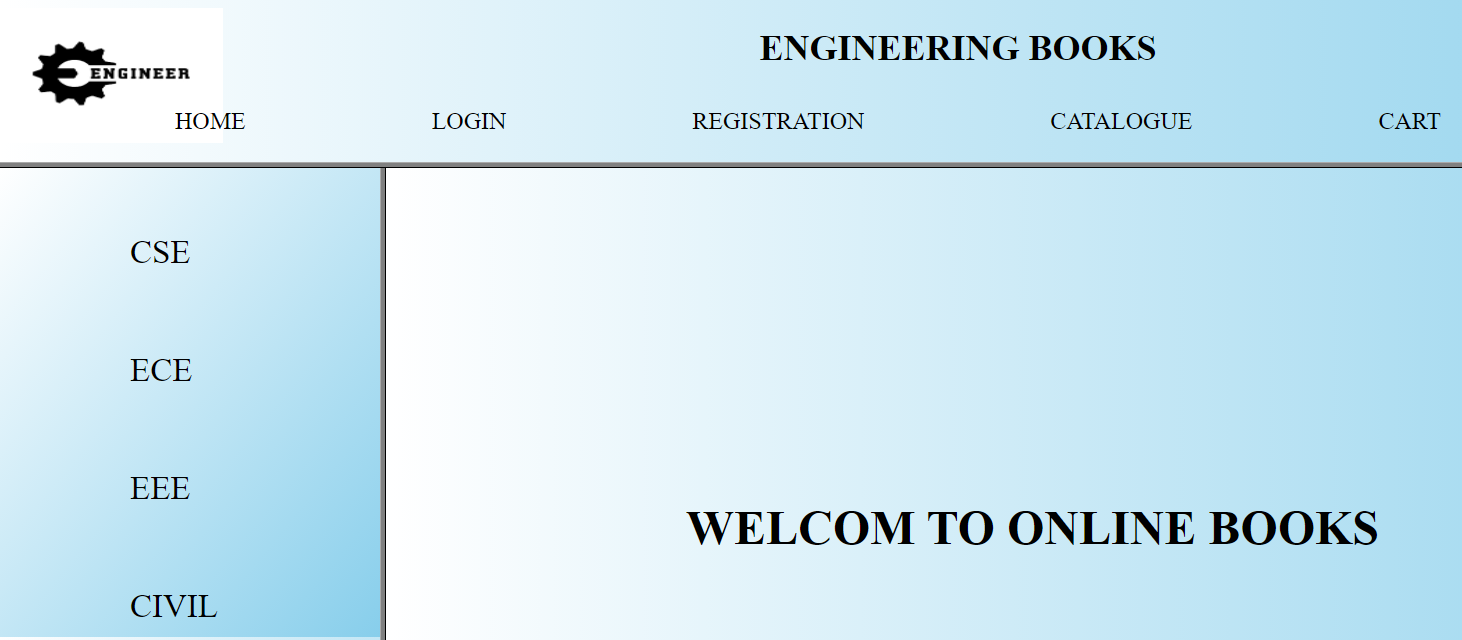 ENGINEERING BOOKS
ENGINEER
HOME LOGIN REGISTRATION CATALOGUE CART
CSE
ECE
EEE
CIVIL
WELCOM TO ONLINE BOOKS